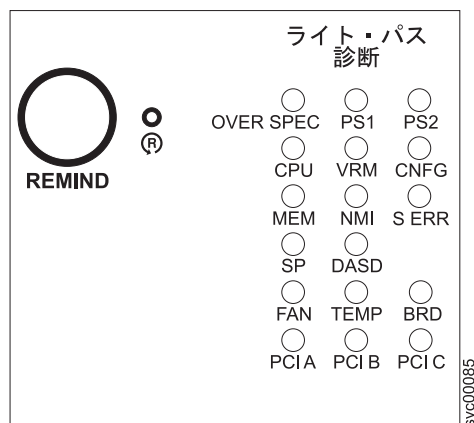 ライト・パス
診断
OVER SPEC PS1 PS2
R
REMIND
CPU VRM CNFG
MEM NMI S ERR
SP DASD
FAN TEMP BRD
PCI A PCI B PCI C
svc00085